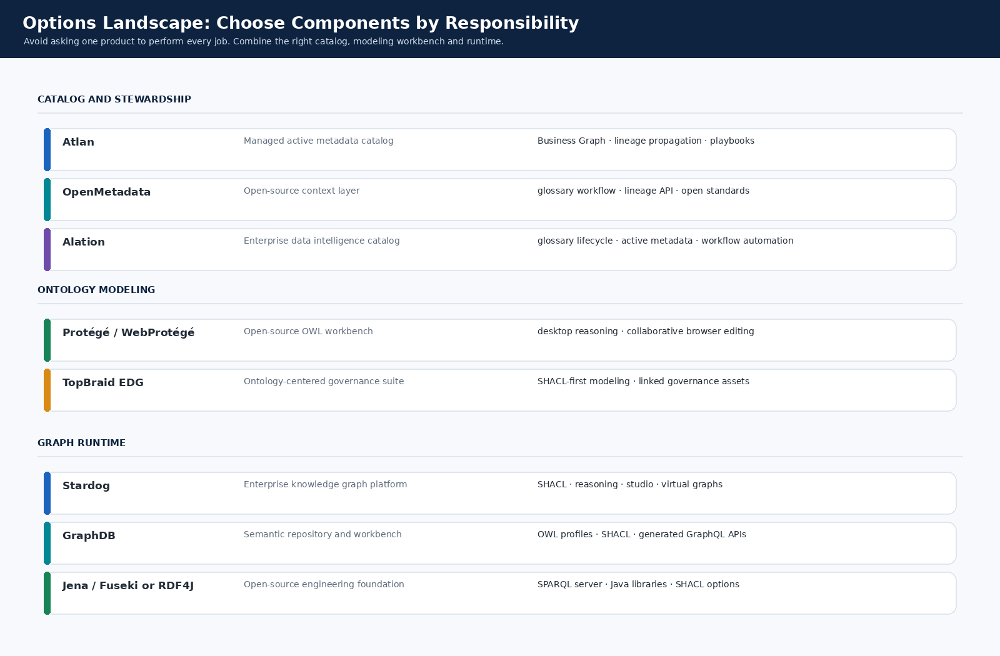 Options Landscape: Choose Components by Responsibility
Avoid asking one product to perform every job. Combine the right catalog, modeling workbench and runtime.
CATALOG AND STEWARDSHIP
Atlan
Managed active metadata catalog
Business Graph · lineage propagation · playbooks
OpenMetadata
Open-source context layer
glossary workflow · lineage API · open standards
Alation
Enterprise data intelligence catalog
glossary lifecycle · active metadata · workflow automation
ONTOLOGY MODELING
Protégé / WebProtégé
Open-source OWL workbench
desktop reasoning · collaborative browser editing
TopBraid EDG
Ontology-centered governance suite
SHACL-first modeling · linked governance assets
GRAPH RUNTIME
Stardog
Enterprise knowledge graph platform
SHACL · reasoning · studio · virtual graphs
GraphDB
Semantic repository and workbench
OWL profiles · SHACL · generated GraphQL APIs
Jena / Fuseki or RDF4J
Open-source engineering foundation
SPARQL server · Java libraries · SHACL options